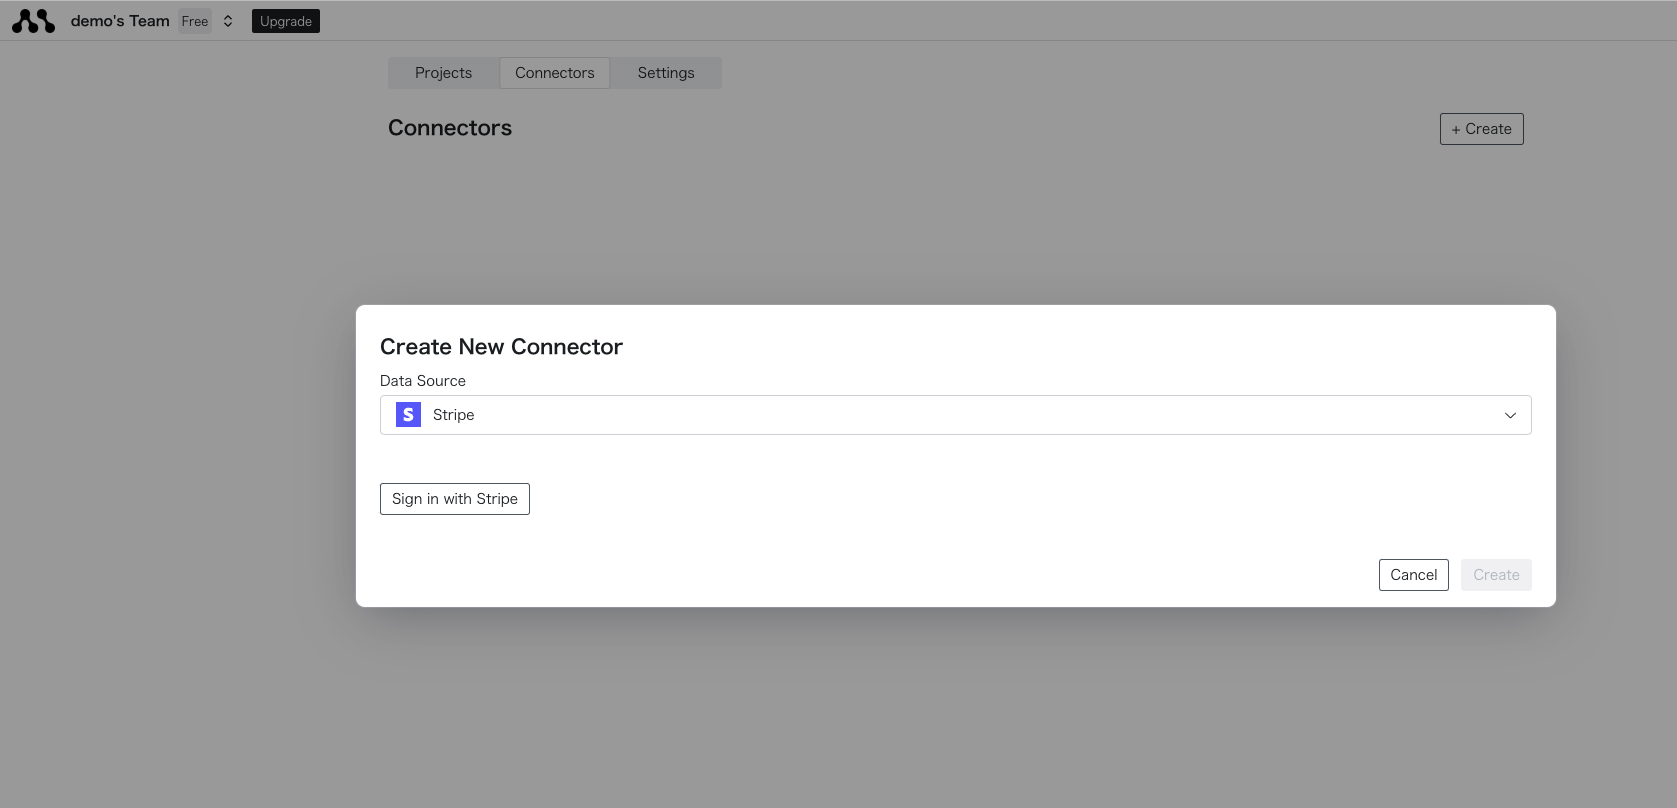 demo's Team Free Upgrade
Projects Connectors Settings
Connectors
+ Create
Create New Connector
Data Source
S Stripe
Sign in with Stripe
Cancel Create